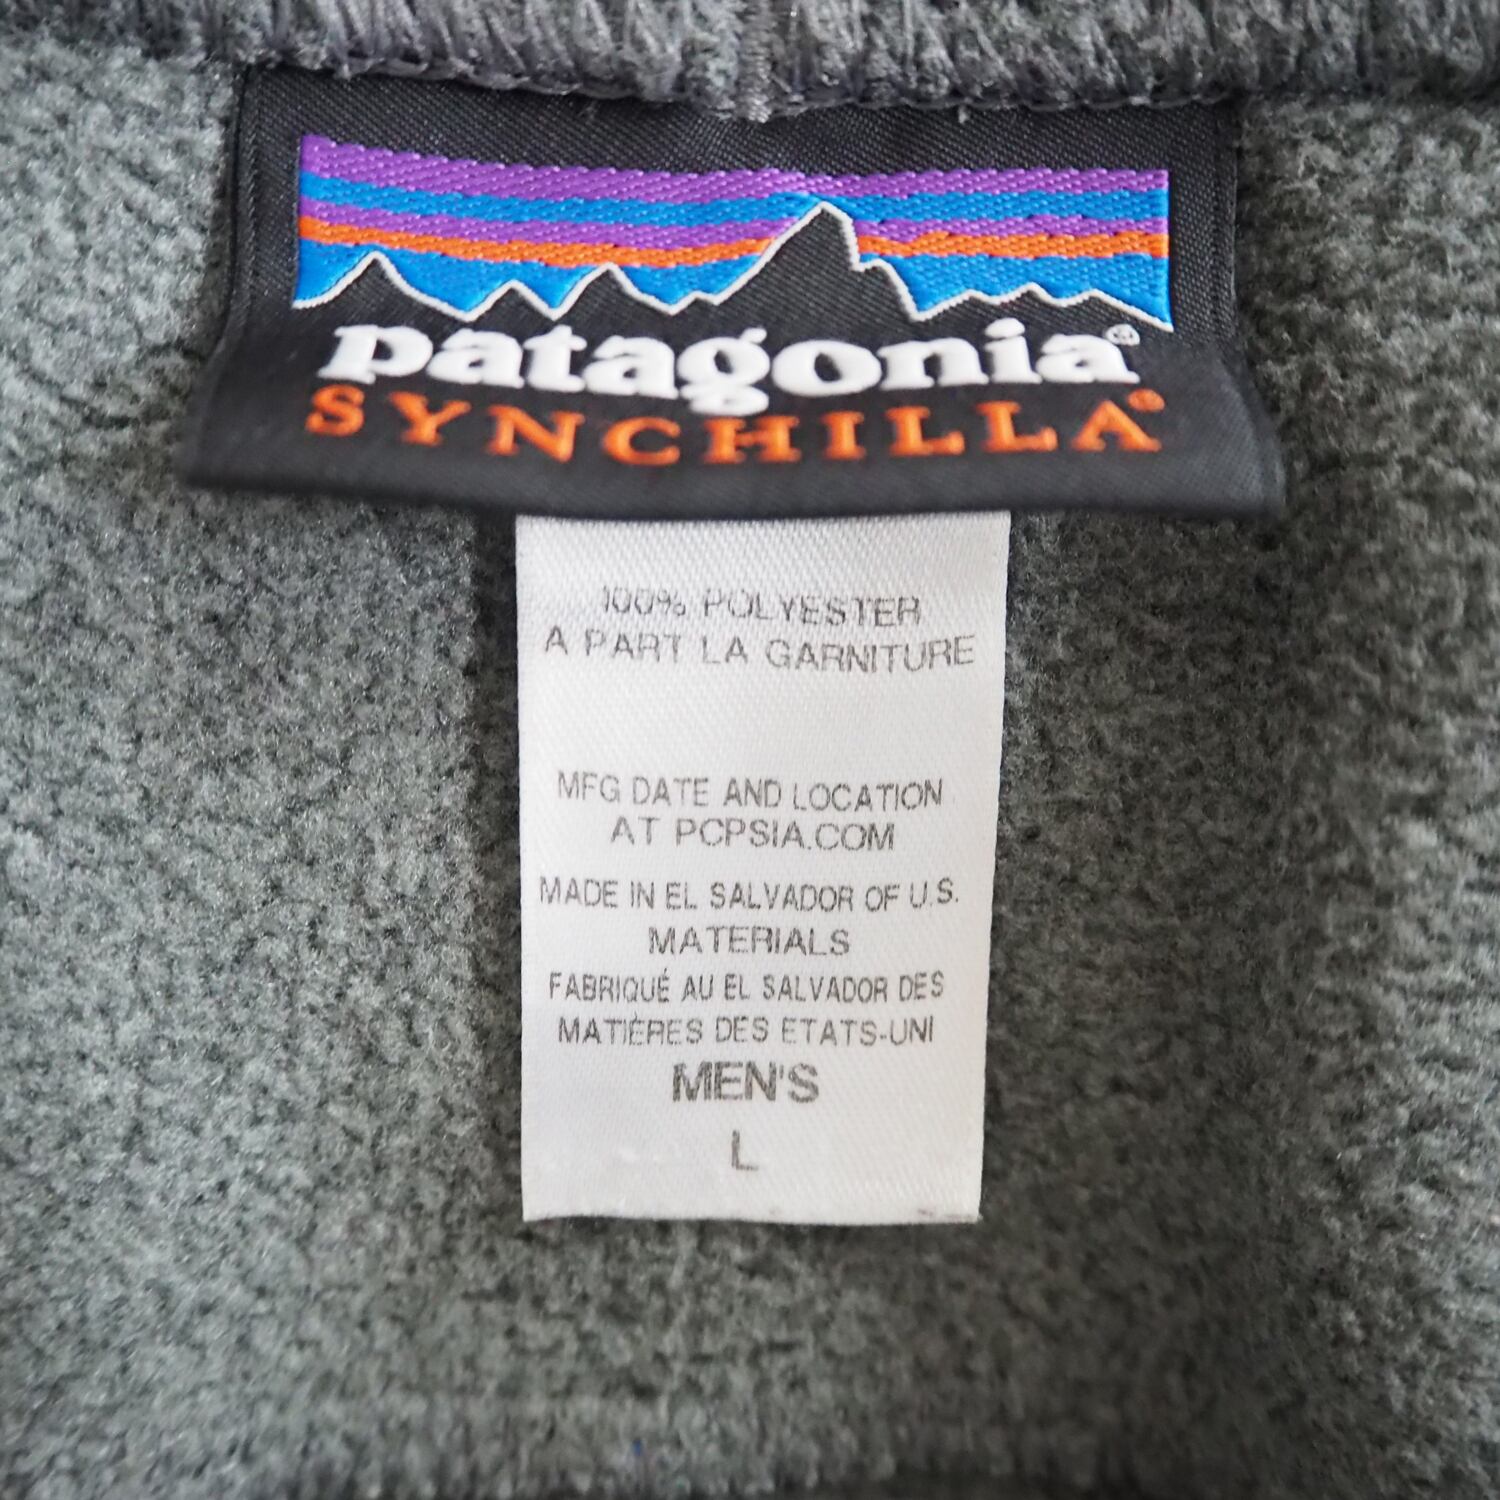 patagonia®
SYNCHILLA®
100% POLYESTER
A PART LA GARNITURE
MFG DATE AND LOCATION
AT PCPSIA.COM
MADE IN EL SALVADOR OF U.S.
MATERIALS
FABRIQUÉ AU EL SALVADOR DES
MATIÈRES DES ETATS-UNI
MEN'S
L